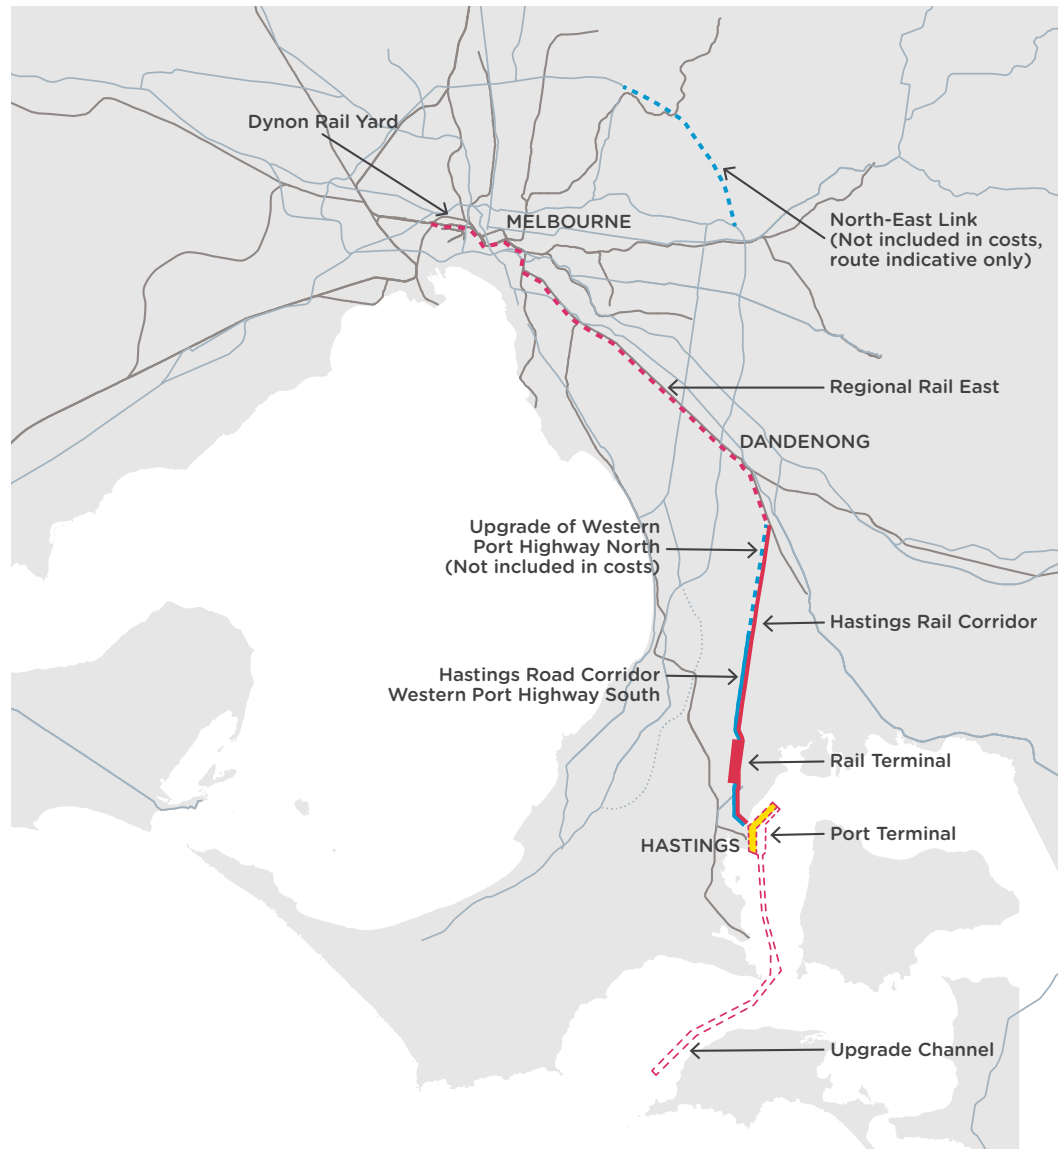 Dynon Rail Yard
MELBOURNE
North-East Link
(Not included in costs,
route indicative only)
Regional Rail East
DANDENONG
Upgrade of Western
Port Highway North
(Not included in costs)
Hastings Rail Corridor
Hastings Road Corridor
Western Port Highway South
Rail Terminal
Port Terminal
HASTINGS
Upgrade Channel